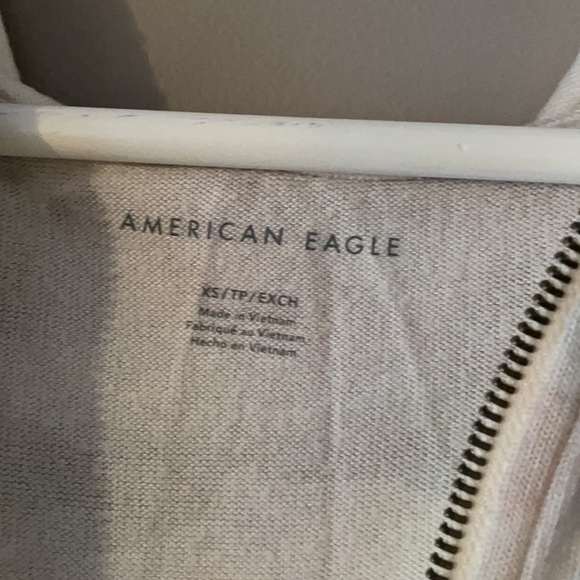 AMERICAN EAGLE
XS/TP/EXCH
Made in Vietnam.
Fabriqué au Vietnam.
Hecho en Vietnam